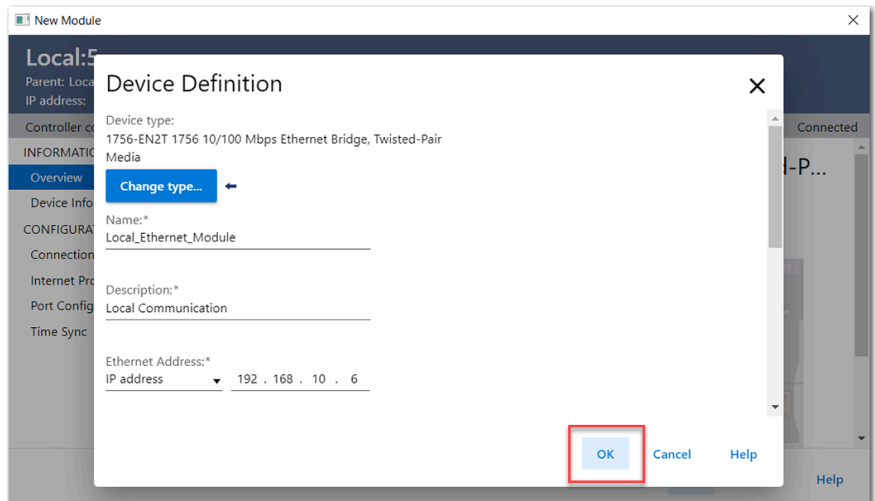 New Module
Local:5
Parent: Loca
IP address:
Controller co
Connected
INFORMATIO
Overview
Device Info
CONFIGURA
Connection
Internet Pro
Port Config
Time Sync
d-P...
Device Definition
Device type:
1756-EN2T 1756 10/100 Mbps Ethernet Bridge, Twisted-Pair
Media
Change type...
Name:*
Local_Ethernet_Module
Description:*
Local Communication
Ethernet Address:*
IP address 192 . 168 . 10 . 6
OK Cancel Help
Help